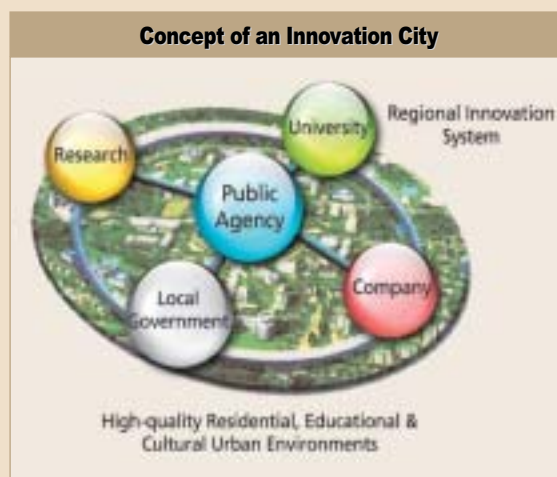 Concept of an Innovation City
University
Regional Innovation
System
Research
Public
Agency
Company
Local
Government
High-quality Residential, Educational &
Cultural Urban Environments